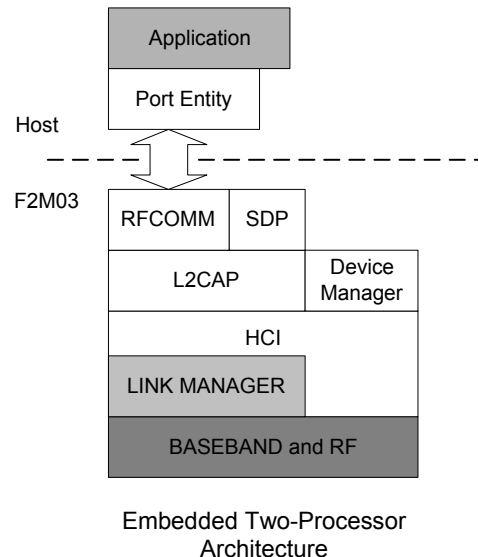 Application
Port Entity
Host
F2M03
RFCOMM
SDP
L2CAP
Device
Manager
HCI
LINK MANAGER
BASEBAND and RF
Embedded Two-Processor
Architecture